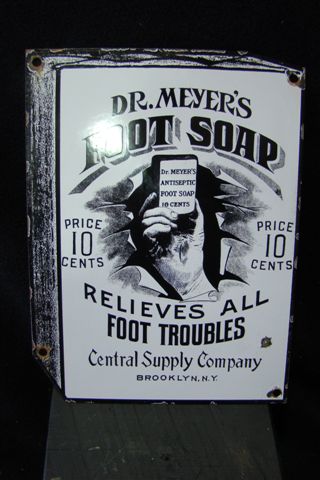 DR. MEYER'S
FOOT SOAP
DR. MEYER'S
ANTISEPTIC
FOOT SOAP
10 CENTS
PRICE
10
CENTS
PRICE
10
CENTS
RELIEVES ALL
FOOT TROUBLES
Central Supply Company
BROOKLYN, N.Y.